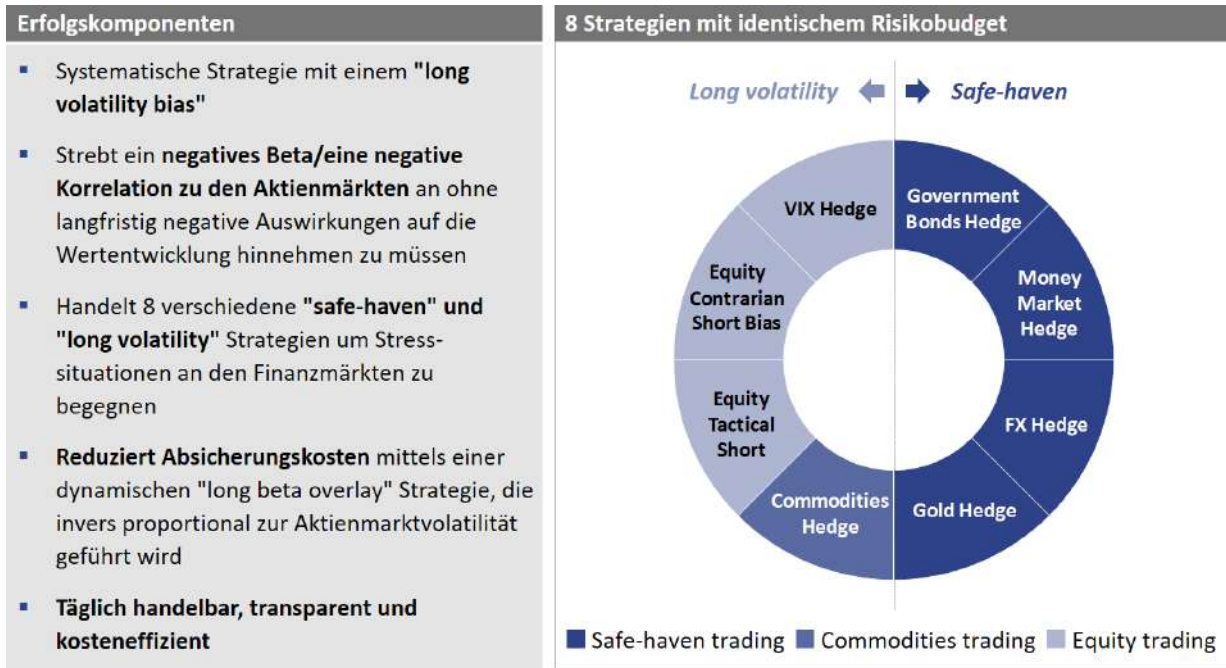 Erfolgskomponenten
▪ Systematische Strategie mit einem "long
volatility bias"
▪ Strebt ein negatives Beta/eine negative
Korrelation zu den Aktienmärkten an ohne
langfristig negative Auswirkungen auf die
Wertentwicklung hinnehmen zu müssen
▪ Handelt 8 verschiedene "safe-haven" und
"long volatility" Strategien um Stress-
situationen an den Finanzmärkten zu
begegnen
▪ Reduziert Absicherungskosten mittels einer
dynamischen "long beta overlay" Strategie, die
invers proportional zur Aktienmarktvolatilität
geführt wird
▪ Täglich handelbar, transparent und
kosteneffizient
8 Strategien mit identischem Risikobudget
Long volatility
Safe-haven
VIX Hedge
Government
Bonds Hedge
Equity
Contrarian
Short Bias
Money
Market
Hedge
Equity
Tactical
Short
FX Hedge
Commodities
Hedge
Gold Hedge
Safe-haven trading
Commodities trading
Equity trading